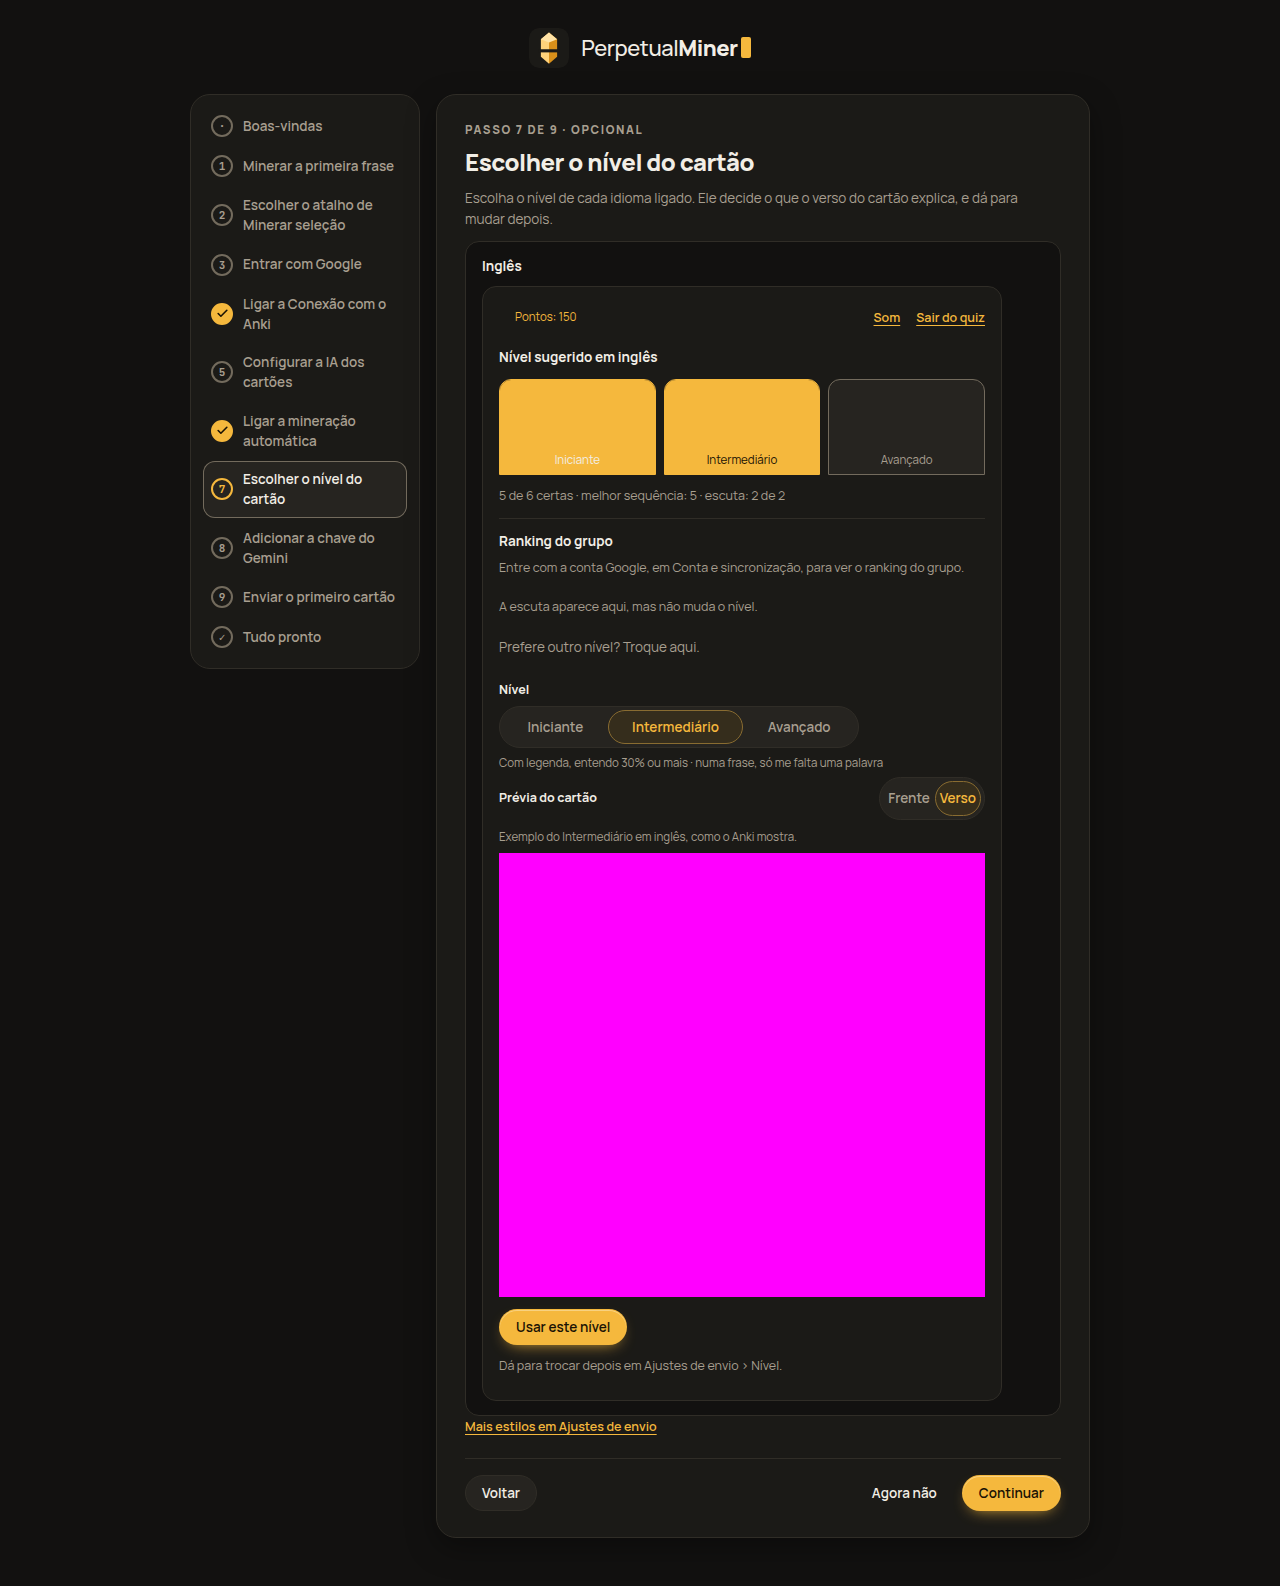 PerpetualMiner
Boas-vindas
1 Minerar a primeira frase
2 Escolher o atalho de
Minerar seleção
3 Entrar com Google
Ligar a Conexão com o
Anki
5 Configurar a IA dos
cartões
Ligar a mineração
automática
7 Escolher o nível do
cartão
8 Adicionar a chave do
Gemini
9 Enviar o primeiro cartão
✓ Tudo pronto
PASSO 7 DE 9 · OPCIONAL
Escolher o nível do cartão
Escolha o nível de cada idioma ligado. Ele decide o que o verso do cartão explica, e dá para
mudar depois.
Inglês
Pontos: 150
Som
Sair do quiz
Nível sugerido em inglês
Iniciante
Intermediário
Avançado
5 de 6 certas · melhor sequência: 5 · escuta: 2 de 2
Ranking do grupo
Entre com a conta Google, em Conta e sincronização, para ver o ranking do grupo.
A escuta aparece aqui, mas não muda o nível.
Prefere outro nível? Troque aqui.
Nível
Iniciante
Intermediário
Avançado
Com legenda, entendo 30% ou mais · numa frase, só me falta uma palavra
Prévia do cartão
Frente
Verso
Exemplo do Intermediário em inglês, como o Anki mostra.
Usar este nível
Dá para trocar depois em Ajustes de envio › Nível.
Mais estilos em Ajustes de envio
Voltar
Agora não
Continuar